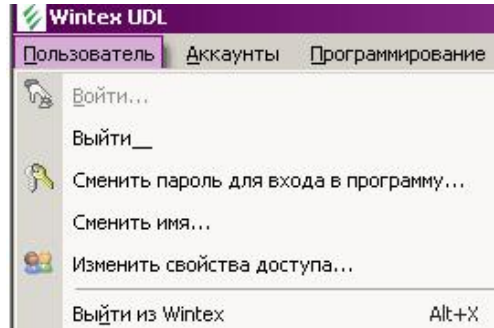 Wintex UDL
Пользователь Аккаунты Программирование
Войти...
Выйти__
Сменить пароль для входа в программу...
Сменить имя...
Изменить свойства доступа...
Выйти из Wintex Alt+X